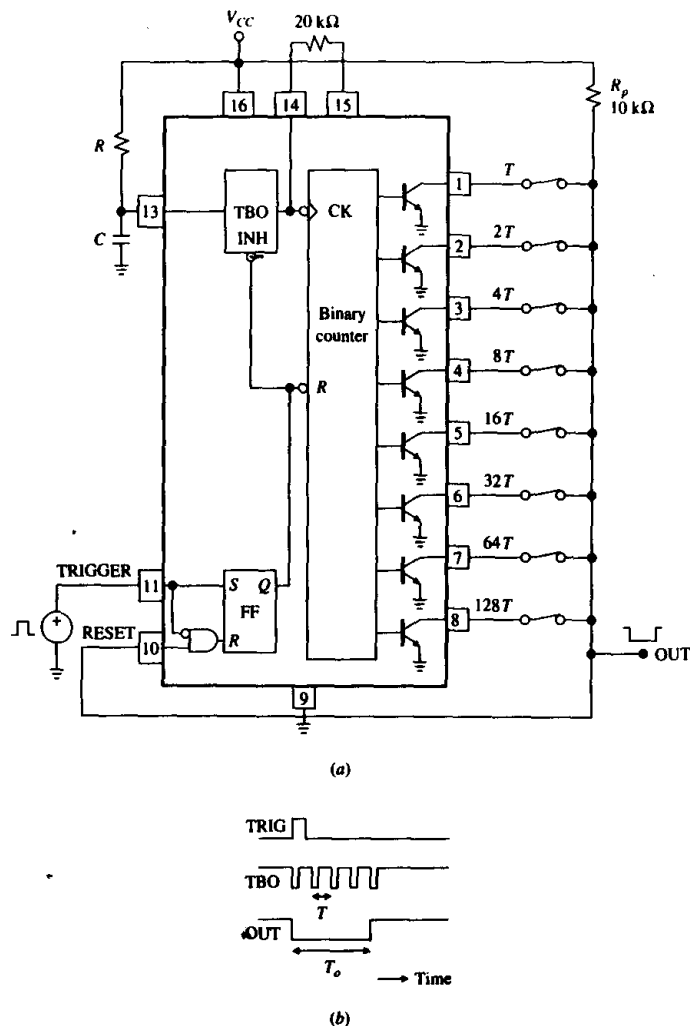 V_CC
20 kΩ
16
14
15
R_p
10 kΩ
R
13
C
TBO
INH
CK
Binary
counter
R
1
T
2
2T
3
4T
4
8T
5
16T
6
32T
7
64T
8
128T
TRIGGER
11
S
Q
FF
R
RESET
10
+
9
OUT
(a)
TRIG
TBO
T
OUT
T_o
Time
(b)